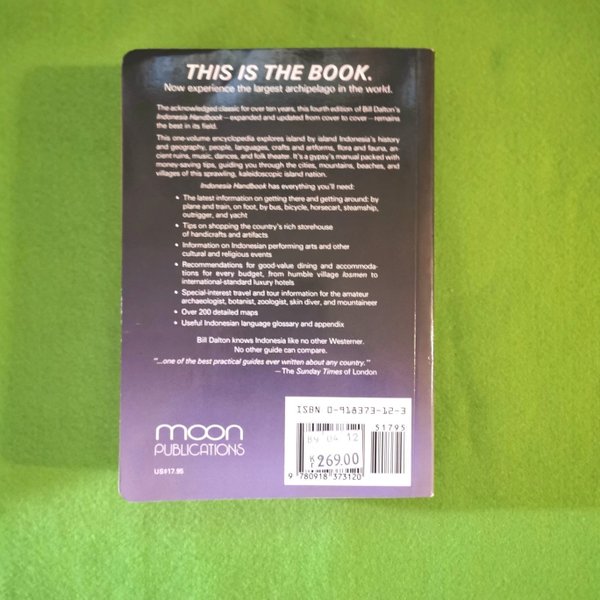 THIS IS THE BOOK.
Now experience the largest archipelago in the world.
The acknowledged classic for over ten years, this fourth edition of Bill Dalton's
Indonesia Handbook—expanded and updated from cover to cover—remains
the best in its field.
This one-volume encyclopedia explores island by island Indonesia's history
and geography, people, languages, crafts and artforms, flora and fauna, an-
cient ruins, music, dances, and folk theater. It's a gypsy's manual packed with
money-saving tips, guiding you through the cities, mountains, beaches, and
villages of this sprawling, kaleidoscopic island nation.
Indonesia Handbook has everything you'll need:
• The latest information on getting there and getting around: by
plane and train, on foot, by bus, bicycle, horsecart, steamship,
outrigger, and yacht
• Tips on shopping the country's rich storehouse
of handicrafts and artifacts
• Information on Indonesian performing arts and other
cultural and religious events
• Recommendations for good-value dining and accommoda-
tions for every budget, from humble village losmen to
international-standard luxury hotels
• Special-interest travel and tour information for the amateur
archaeologist, botanist, zoologist, skin diver, and mountaineer
• Over 200 detailed maps
• Useful Indonesian language glossary and appendix
Bill Dalton knows Indonesia like no other Westerner.
No other guide can compare.
"...one of the best practical guides ever written about any country."
—The Sunday Times of London
ISBN 0-918373-12-3
51795
269.00
9 780918 373120
moon
PUBLICATIONS
US$17.95